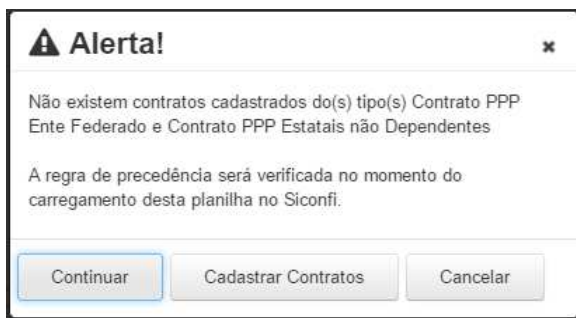 Alerta!
Não existem contratos cadastrados do(s) tipo(s) Contrato PPP
Ente Federado e Contrato PPP Estatais não Dependentes
A regra de precedência será verificada no momento do
carregamento desta planilha no Siconfi.
Continuar
Cadastrar Contratos
Cancelar